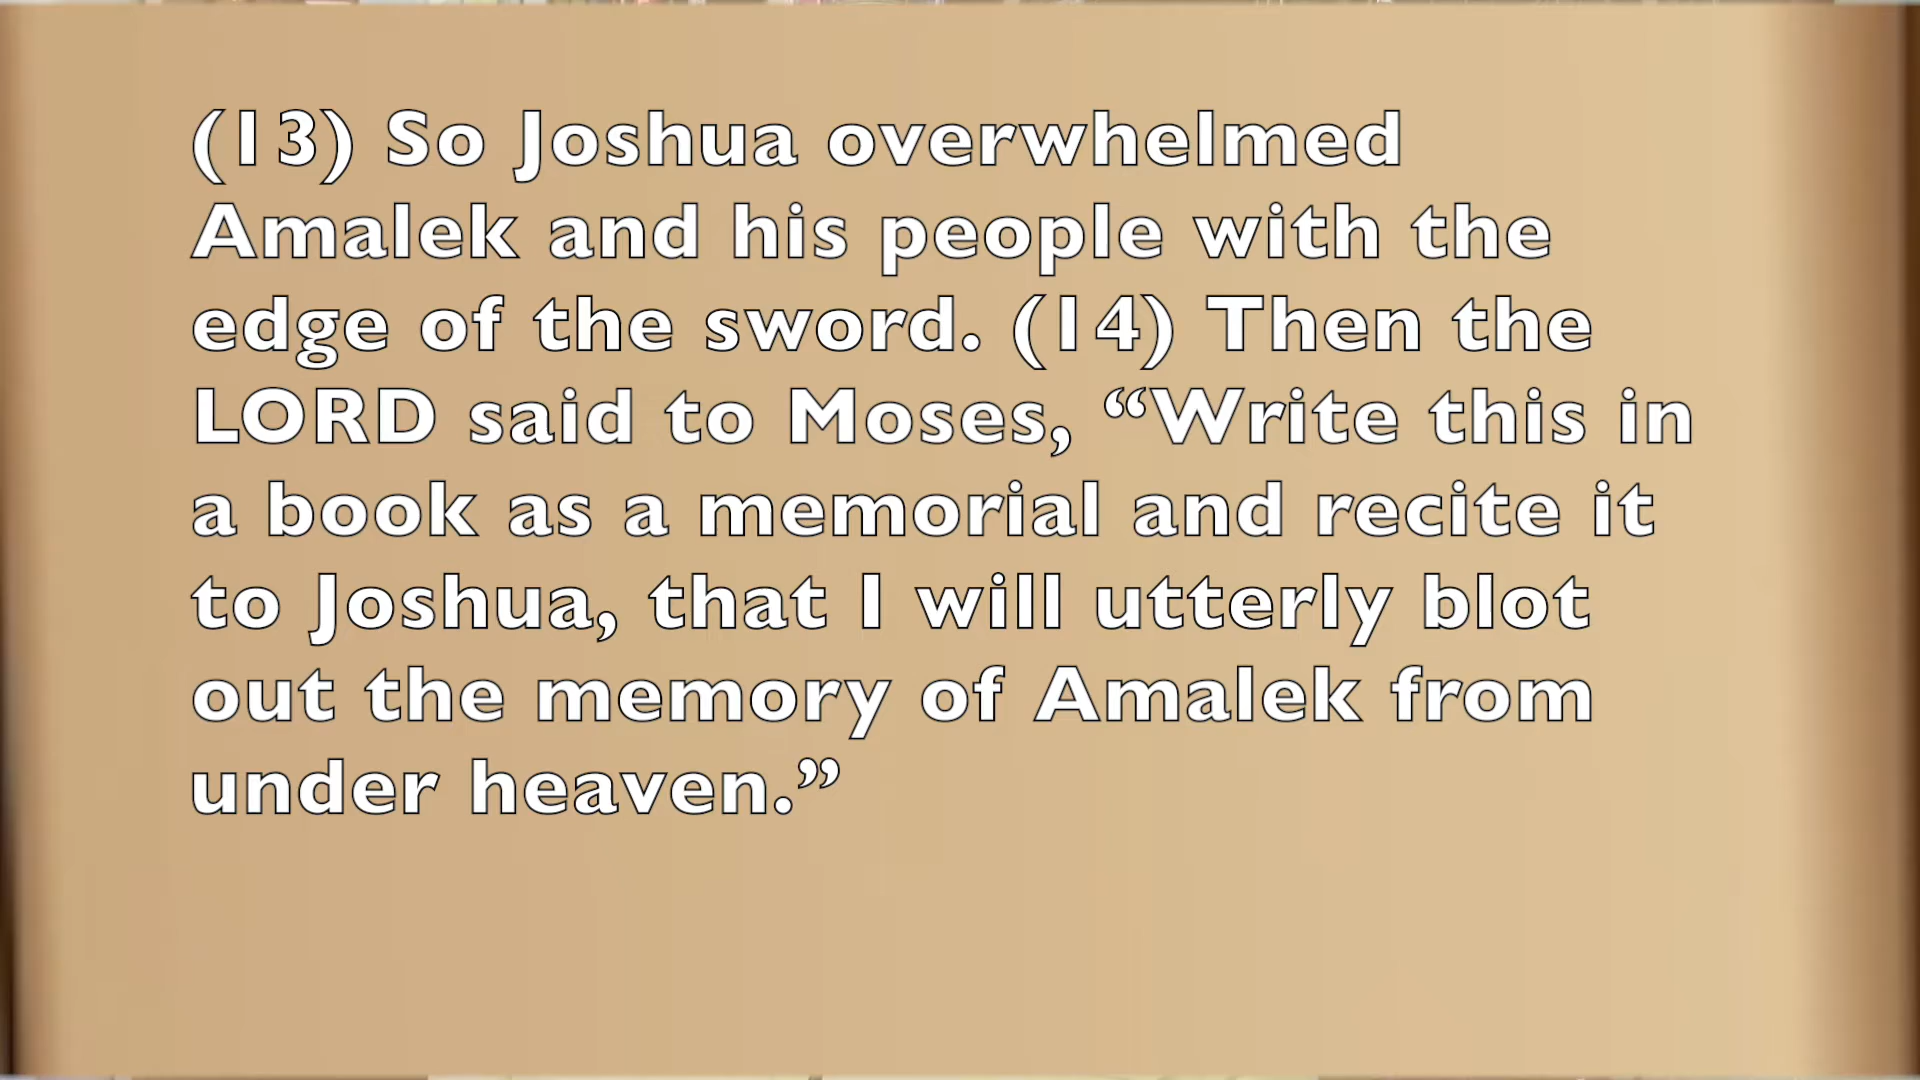 (13) So Joshua overwhelmed
Amalek and his people with the
edge of the sword. (14) Then the
LORD said to Moses, “Write this in
a book as a memorial and recite it
to Joshua, that I will utterly blot
out the memory of Amalek from
under heaven.”